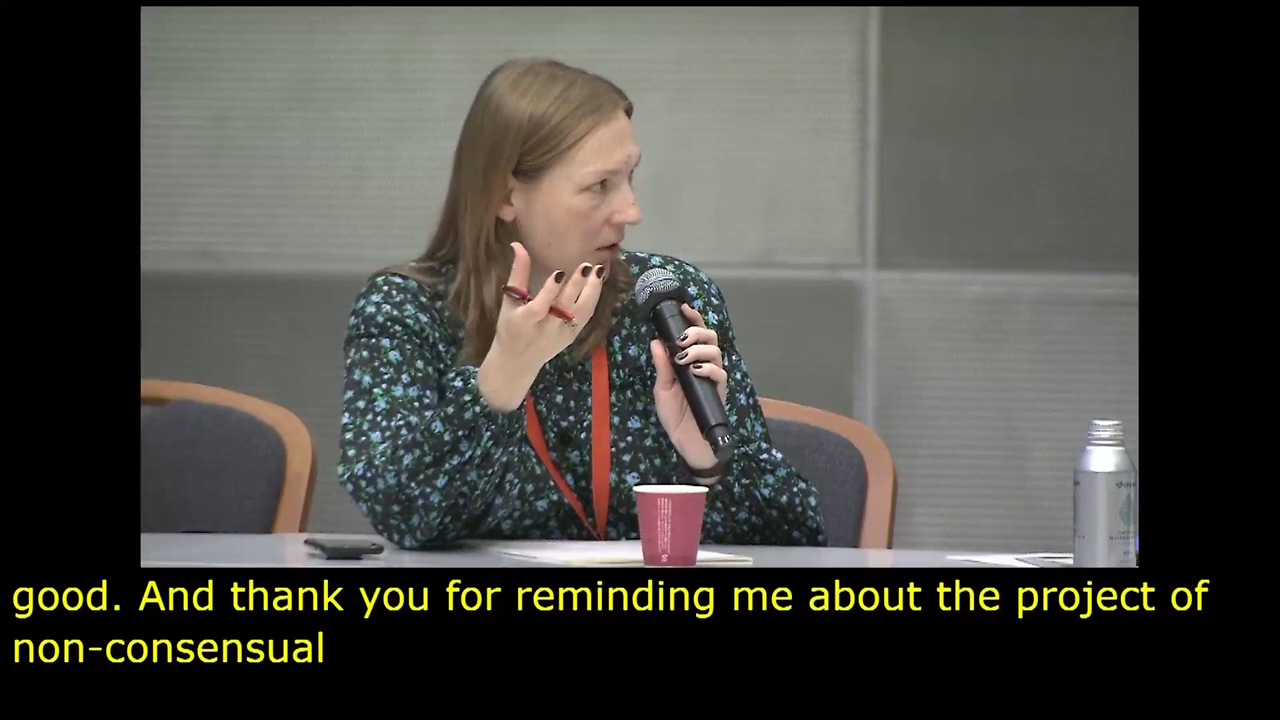 good. And thank you for reminding me about the project of
non-consensual